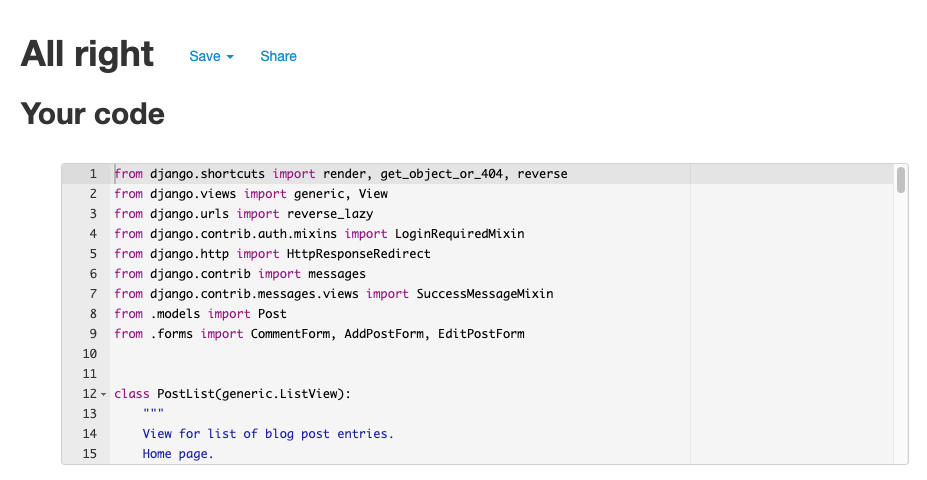 All right Save Share
Your code
1 from django.shortcuts import render, get_object_or_404, reverse
2 from django.views import generic, View
3 from django.urls import reverse_lazy
4 from django.contrib.auth.mixins import LoginRequiredMixin
5 from django.http import HttpResponseRedirect
6 from django.contrib import messages
7 from django.contrib.messages.views import SuccessMessageMixin
8 from .models import Post
9 from .forms import CommentForm, AddPostForm, EditPostForm
10
11
12 class PostList(generic.ListView):
13     """
14     View for list of blog post entries.
15     Home page.